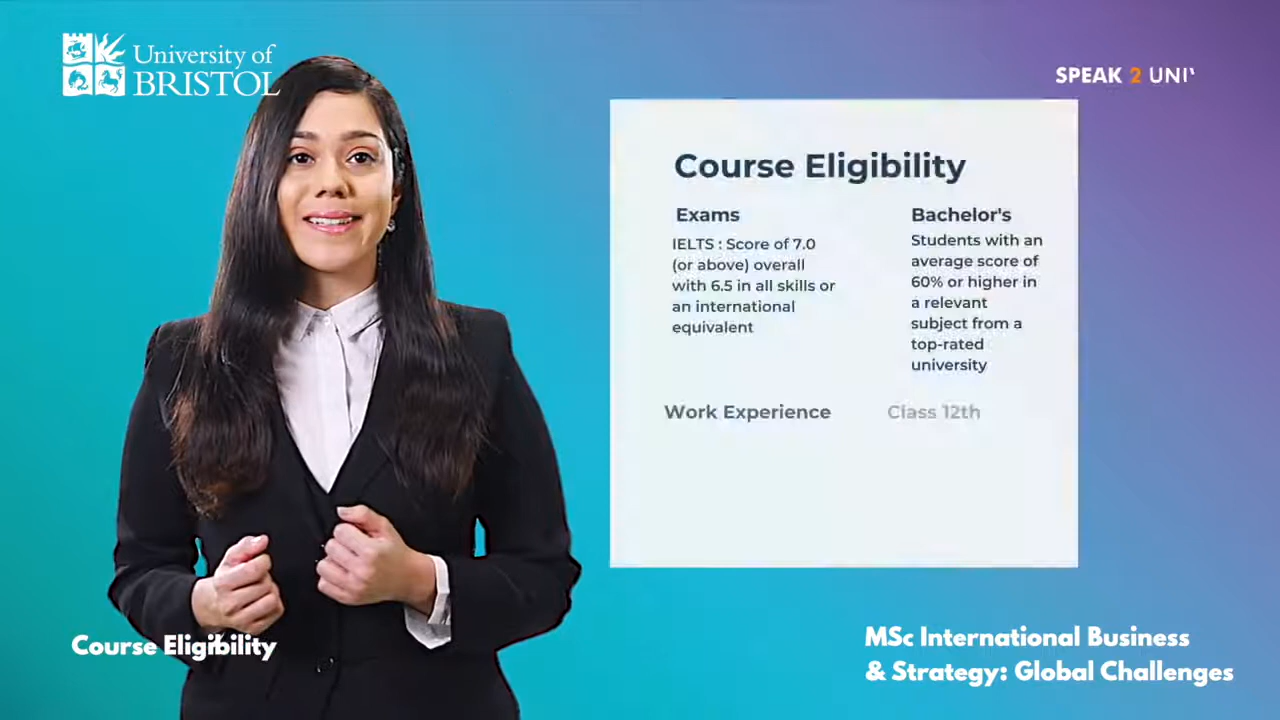 University of
BRISTOL
SPEAK 2 UNI
Course Eligibility
Exams
IELTS : Score of 7.0
(or above) overall
with 6.5 in all skills or
an international
equivalent
Bachelor's
Students with an
average score of
60% or higher in
a relevant
subject from a
top-rated
university
Work Experience
Class 12th
Course Eligibility
MSc International Business
& Strategy: Global Challenges